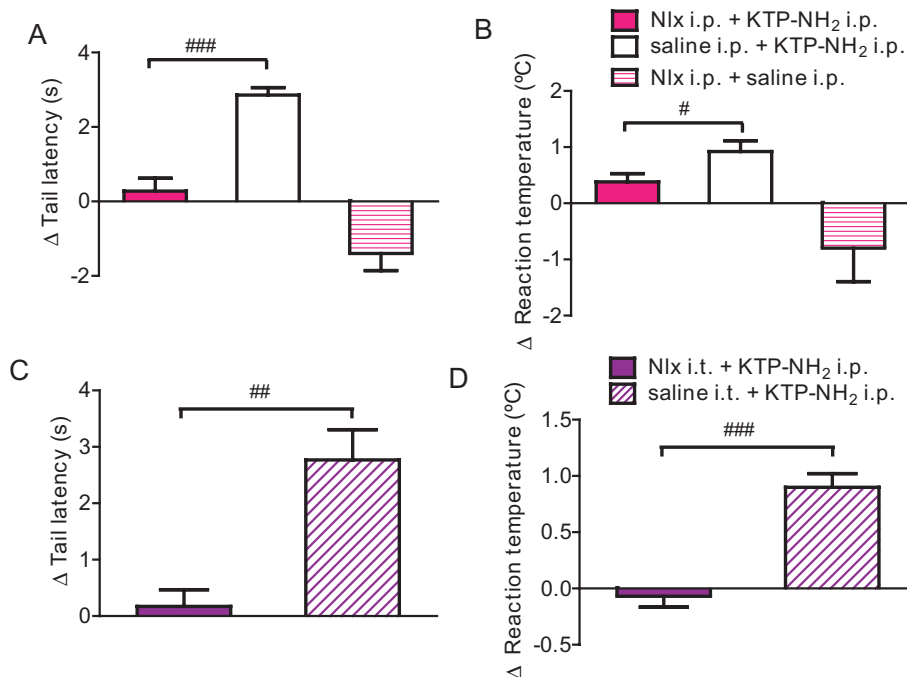 A
Δ Tail latency (s)
4
2
0
-2
###
B
Δ Reaction temperature (ºC)
2
1
0
-1
-2
#
Nlx i.p. + KTP-NH2 i.p.
saline i.p. + KTP-NH2 i.p.
Nlx i.p. + saline i.p.
C
Δ Tail latency (s)
4
3
2
1
0
##
D
Δ Reaction temperature (ºC)
1.5
1.0
0.5
0.0
-0.5
###
Nlx i.t. + KTP-NH2 i.p.
saline i.t. + KTP-NH2 i.p.